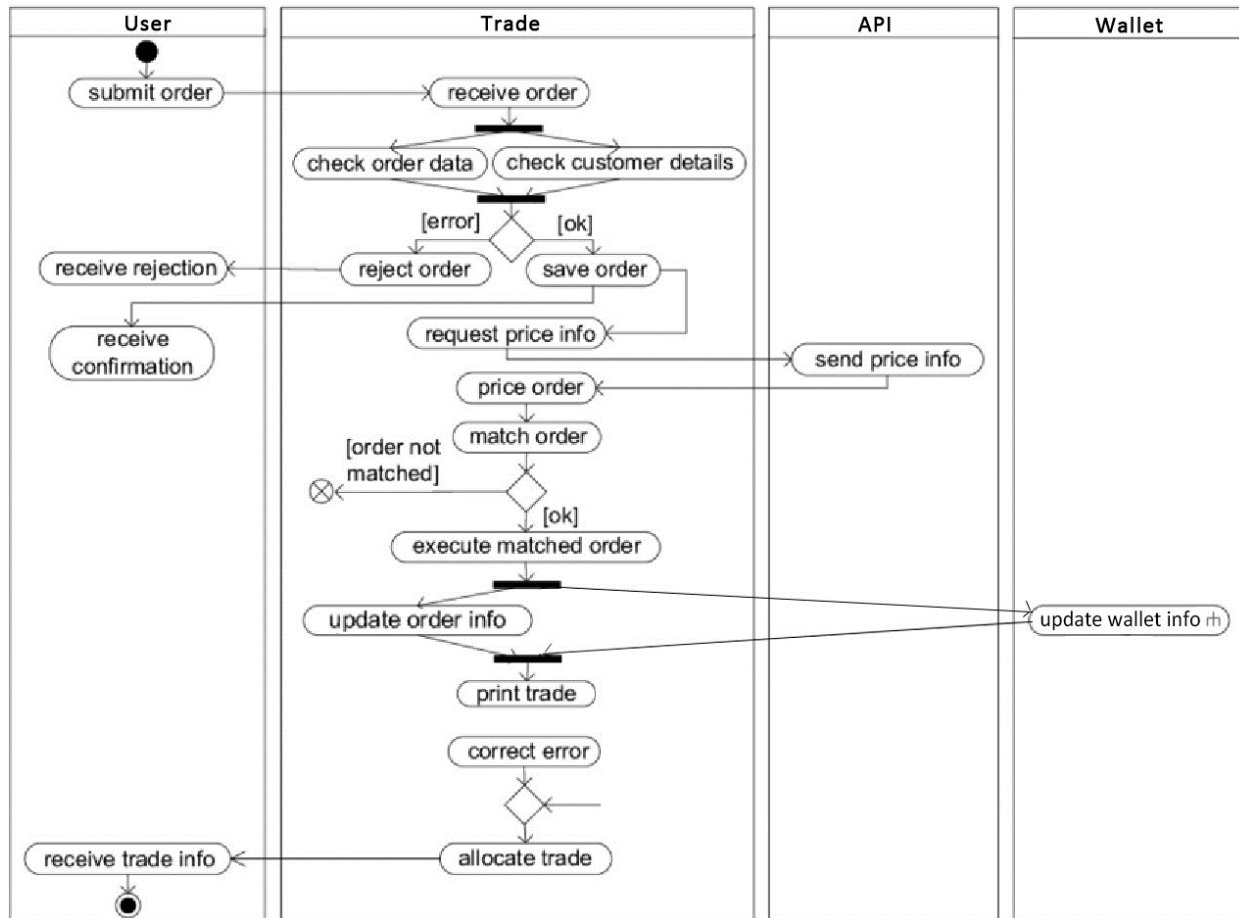 User
Trade
API
Wallet
submit order
receive order
check order data
check customer details
[error]
[ok]
receive rejection
reject order
save order
receive
confirmation
request price info
send price info
price order
match order
[order not
matched]
[ok]
execute matched order
update order info
update wallet info
print trade
correct error
receive trade info
allocate trade